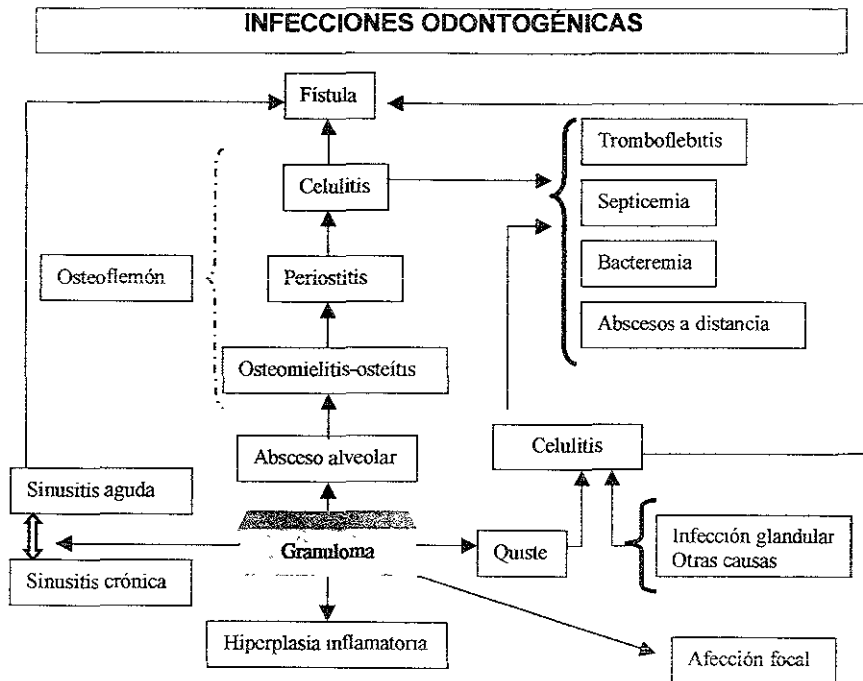 INFECCIONES ODONTOGÉNICAS
Fístula
Tromboflebitis
Celulitis
Septicemia
Osteoflemón
Periostitis
Bacteremia
Abscesos a distancia
Osteomielitis-osteítis
Absceso alveolar
Celulitis
Sinusitis aguda
Granuloma
Quiste
Infección glandular
Otras causas
Sinusitis crónica
Hiperplasia inflamatoria
Afección focal